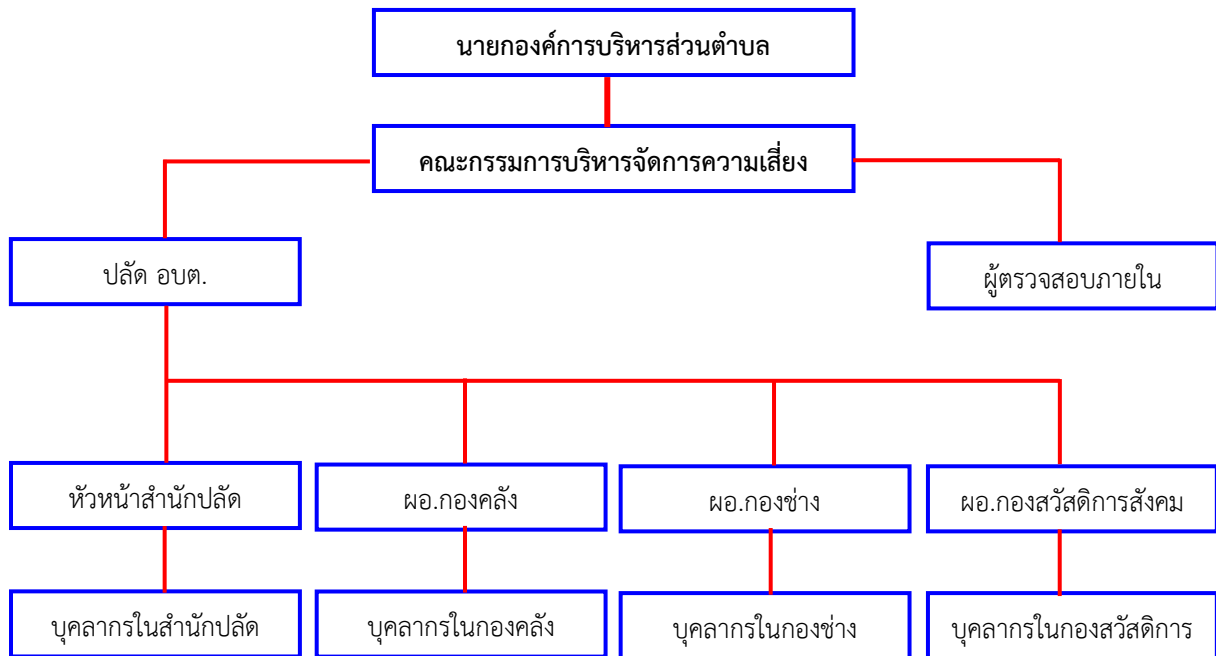 นายกองค์การบริหารส่วนตำบล
คณะกรรมการบริหารจัดการความเสี่ยง
ปลัด อบต.
ผู้ตรวจสอบภายใน
หัวหน้าสำนักปลัด
ผอ.กองคลัง
ผอ.กองช่าง
ผอ.กองสวัสดิการสังคม
บุคลากรในสำนักปลัด
บุคลากรในกองคลัง
บุคลากรในกองช่าง
บุคลากรในกองสวัสดิการ